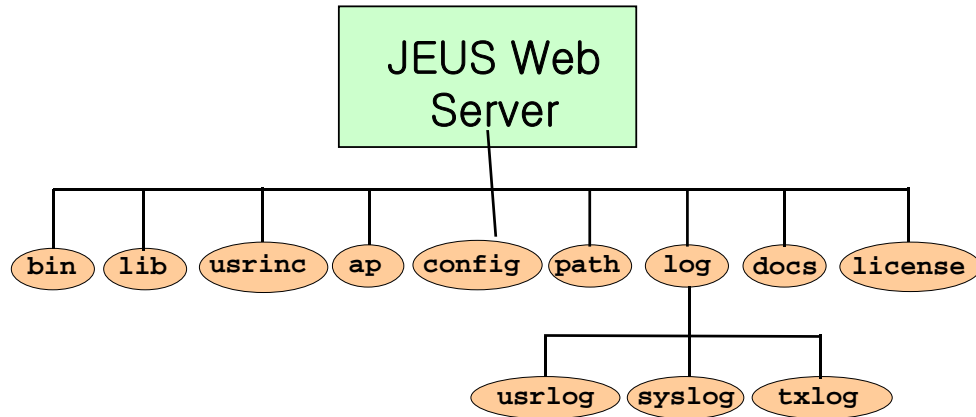 JEUS Web
Server
bin lib usrinc ap config path log docs license
usrlog syslog txlog